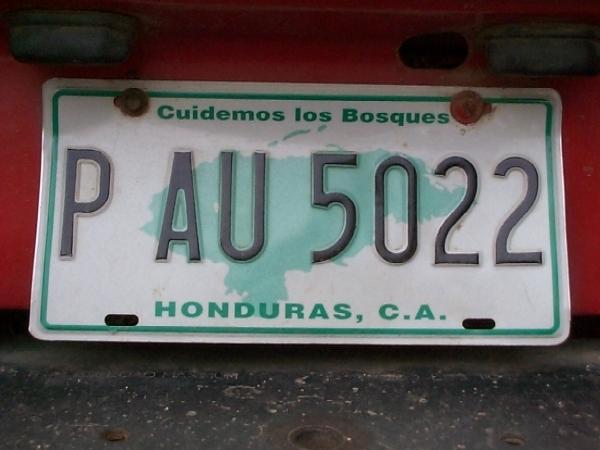 Cuidemos los Bosques
P AU 5022
HONDURAS, C.A.